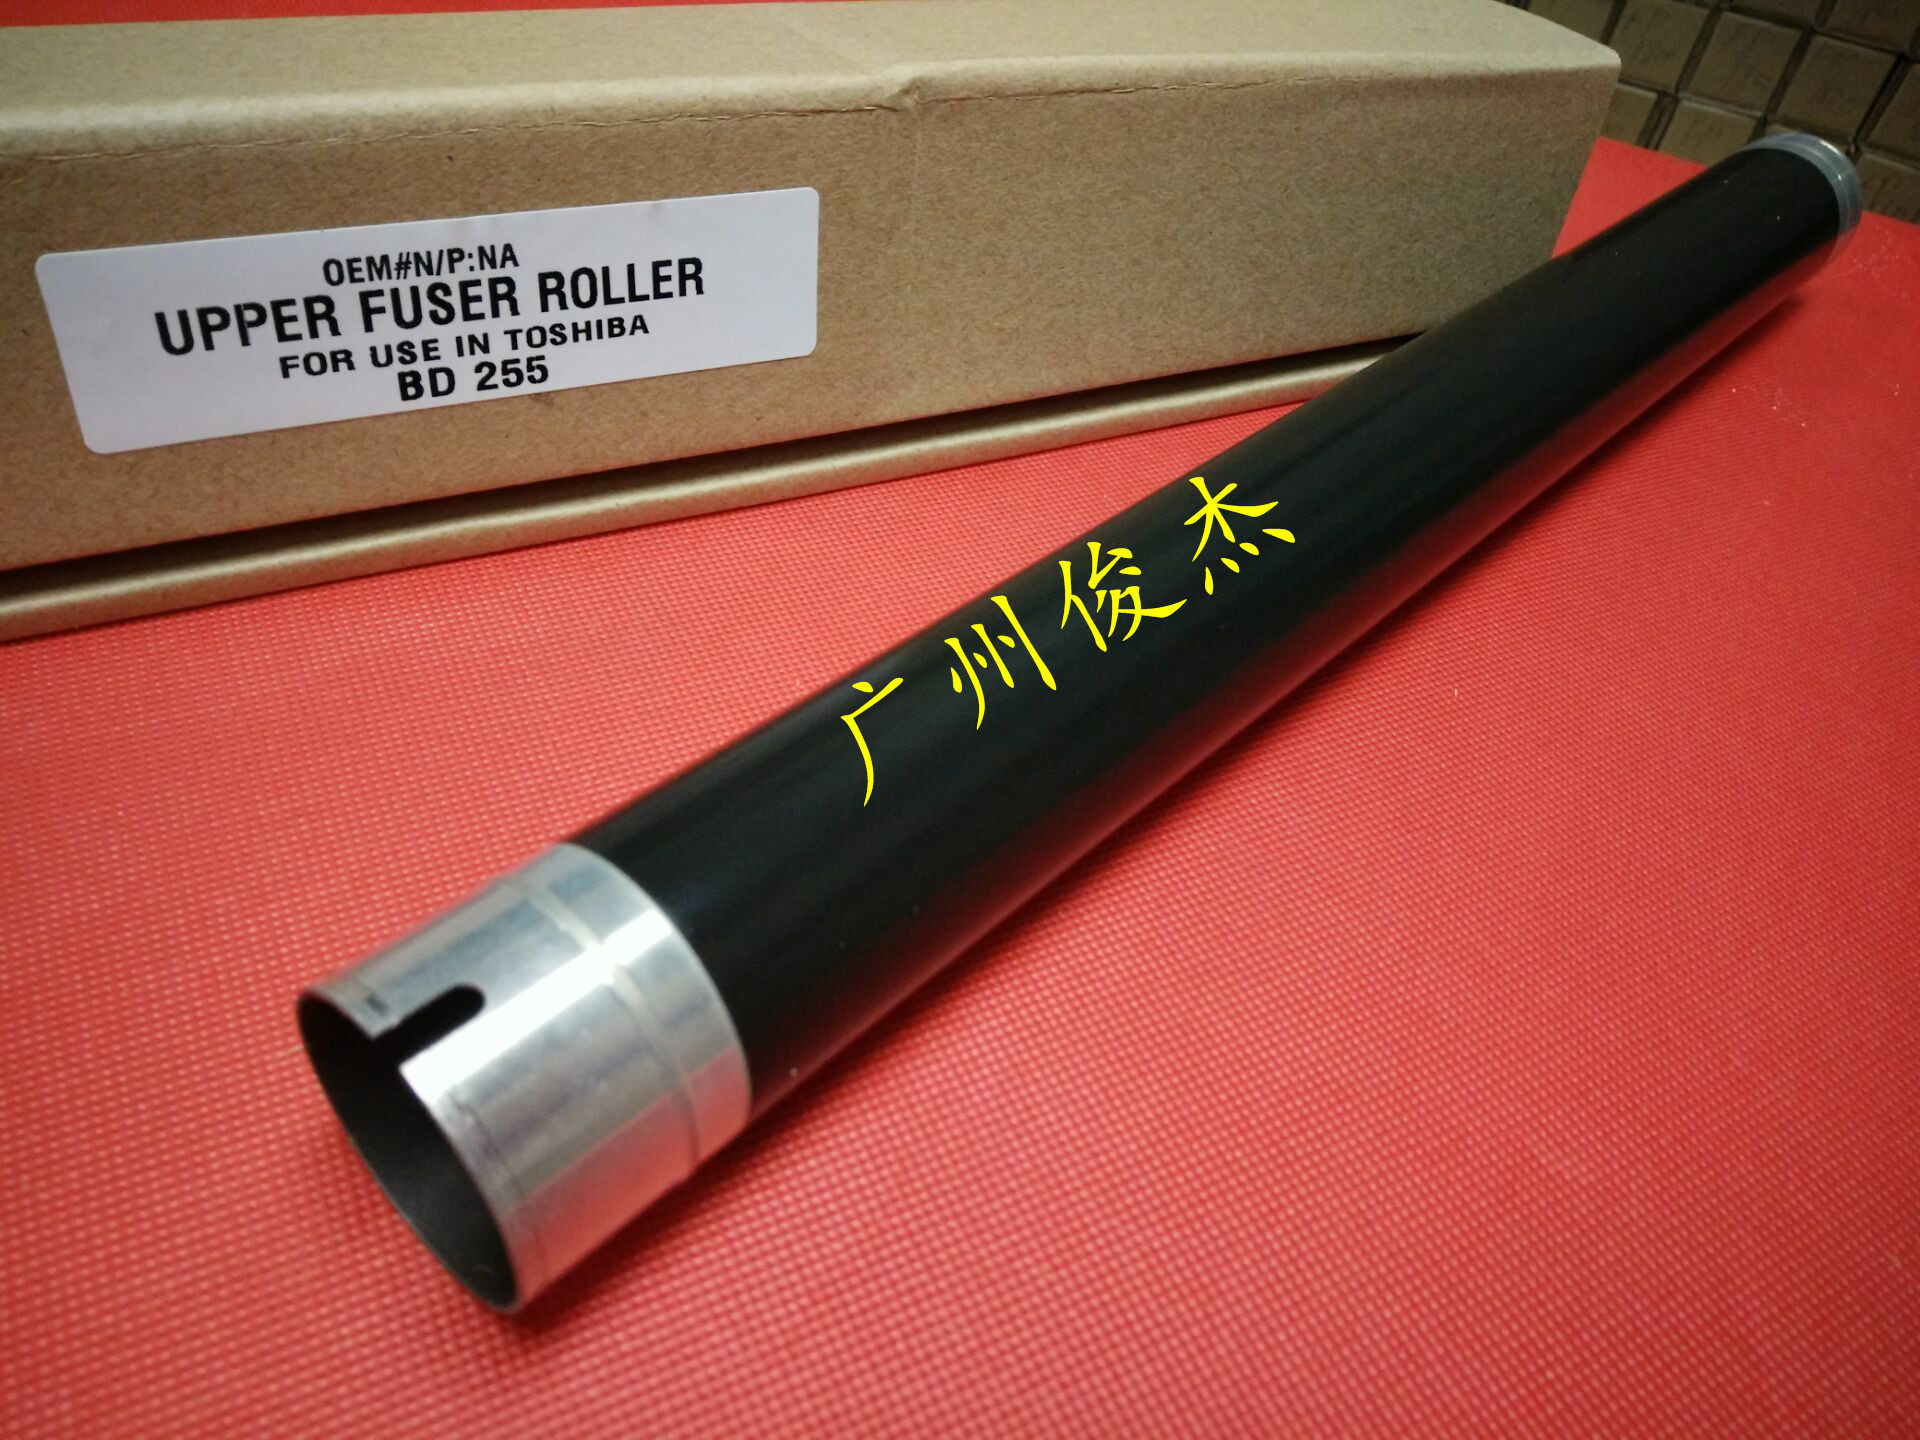 OEM#N/P:NA
UPPER FUSER ROLLER
FOR USE IN TOSHIBA
BD 255
广州俊杰